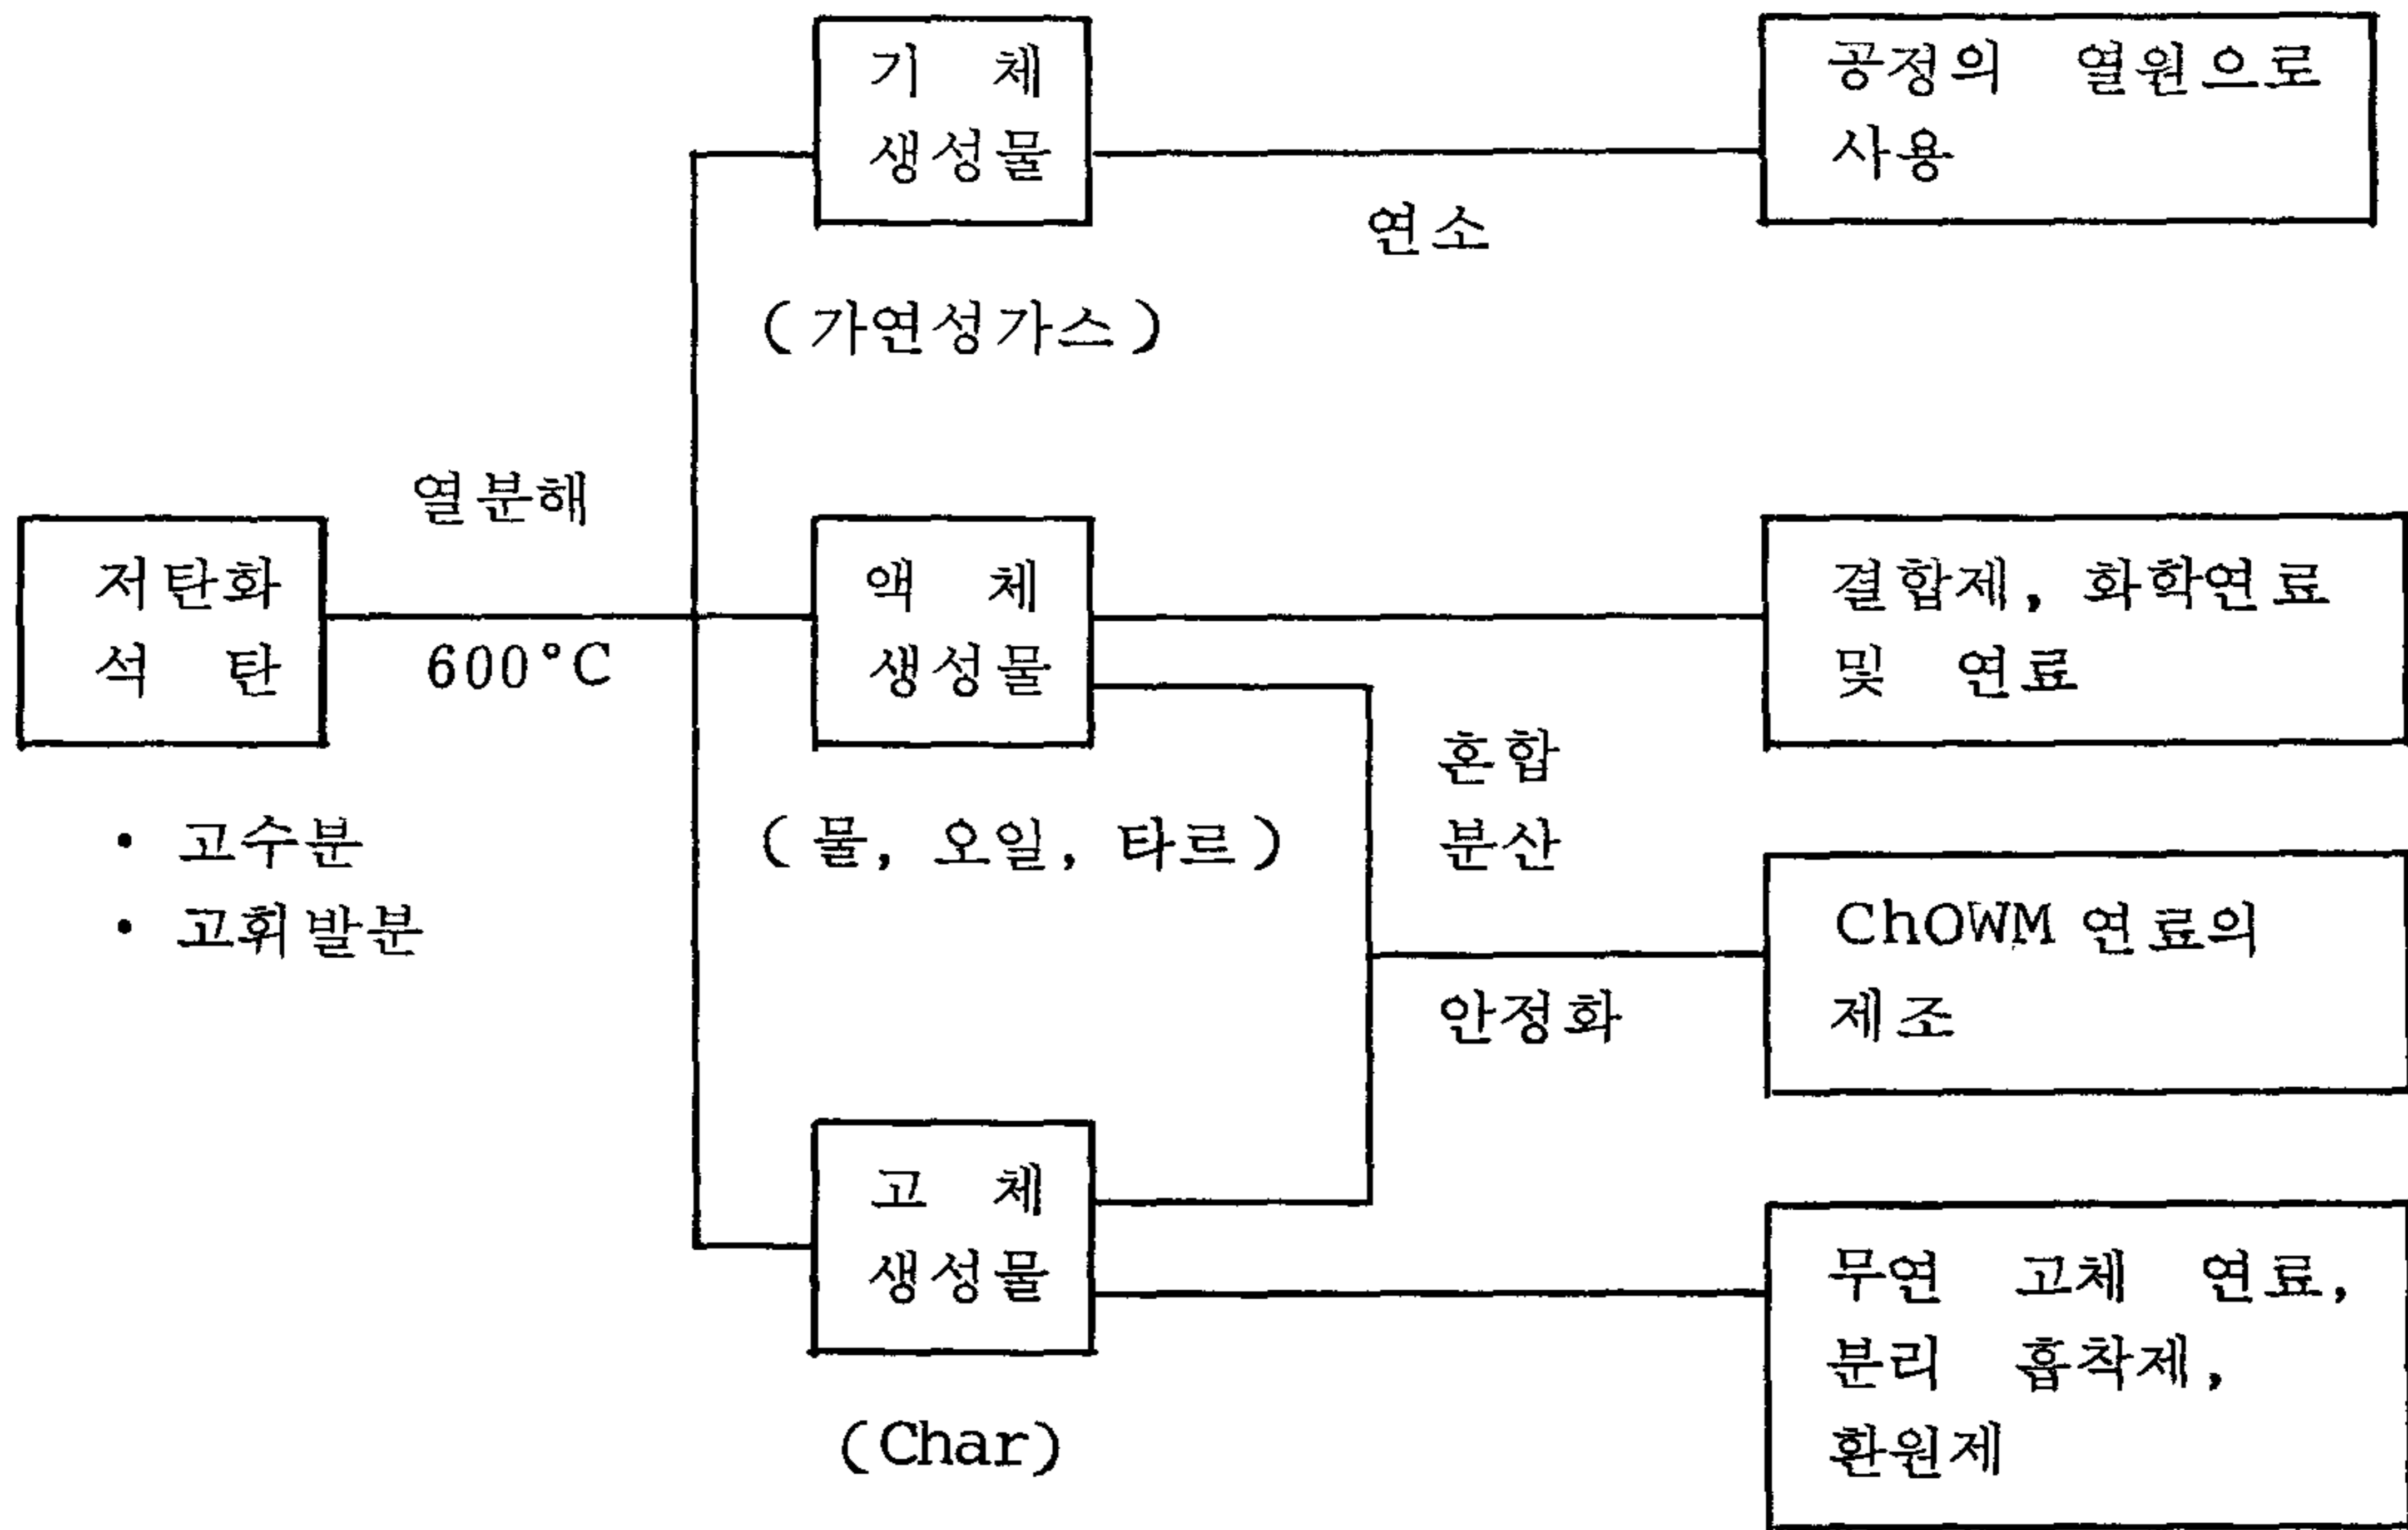 기 체
생성물
(가연성가스)
연소
공정의 열원으로
사용
저탄화
석 탄
· 고수분
· 고휘발분
열분해
600°C
액 체
생성물
(물, 오일, 타르)
결합제, 화학연료
및 연료
혼합
분산
안정화
ChOWM 연료의
제조
고 체
생성물
(Char)
무연 고체 연료,
분리 흡착제,
환원제